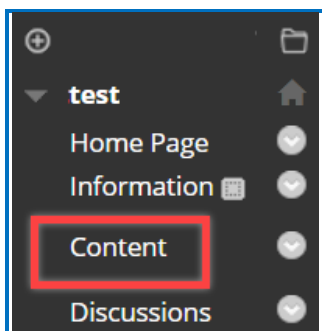 test
Home Page
Information
Content
Discussions